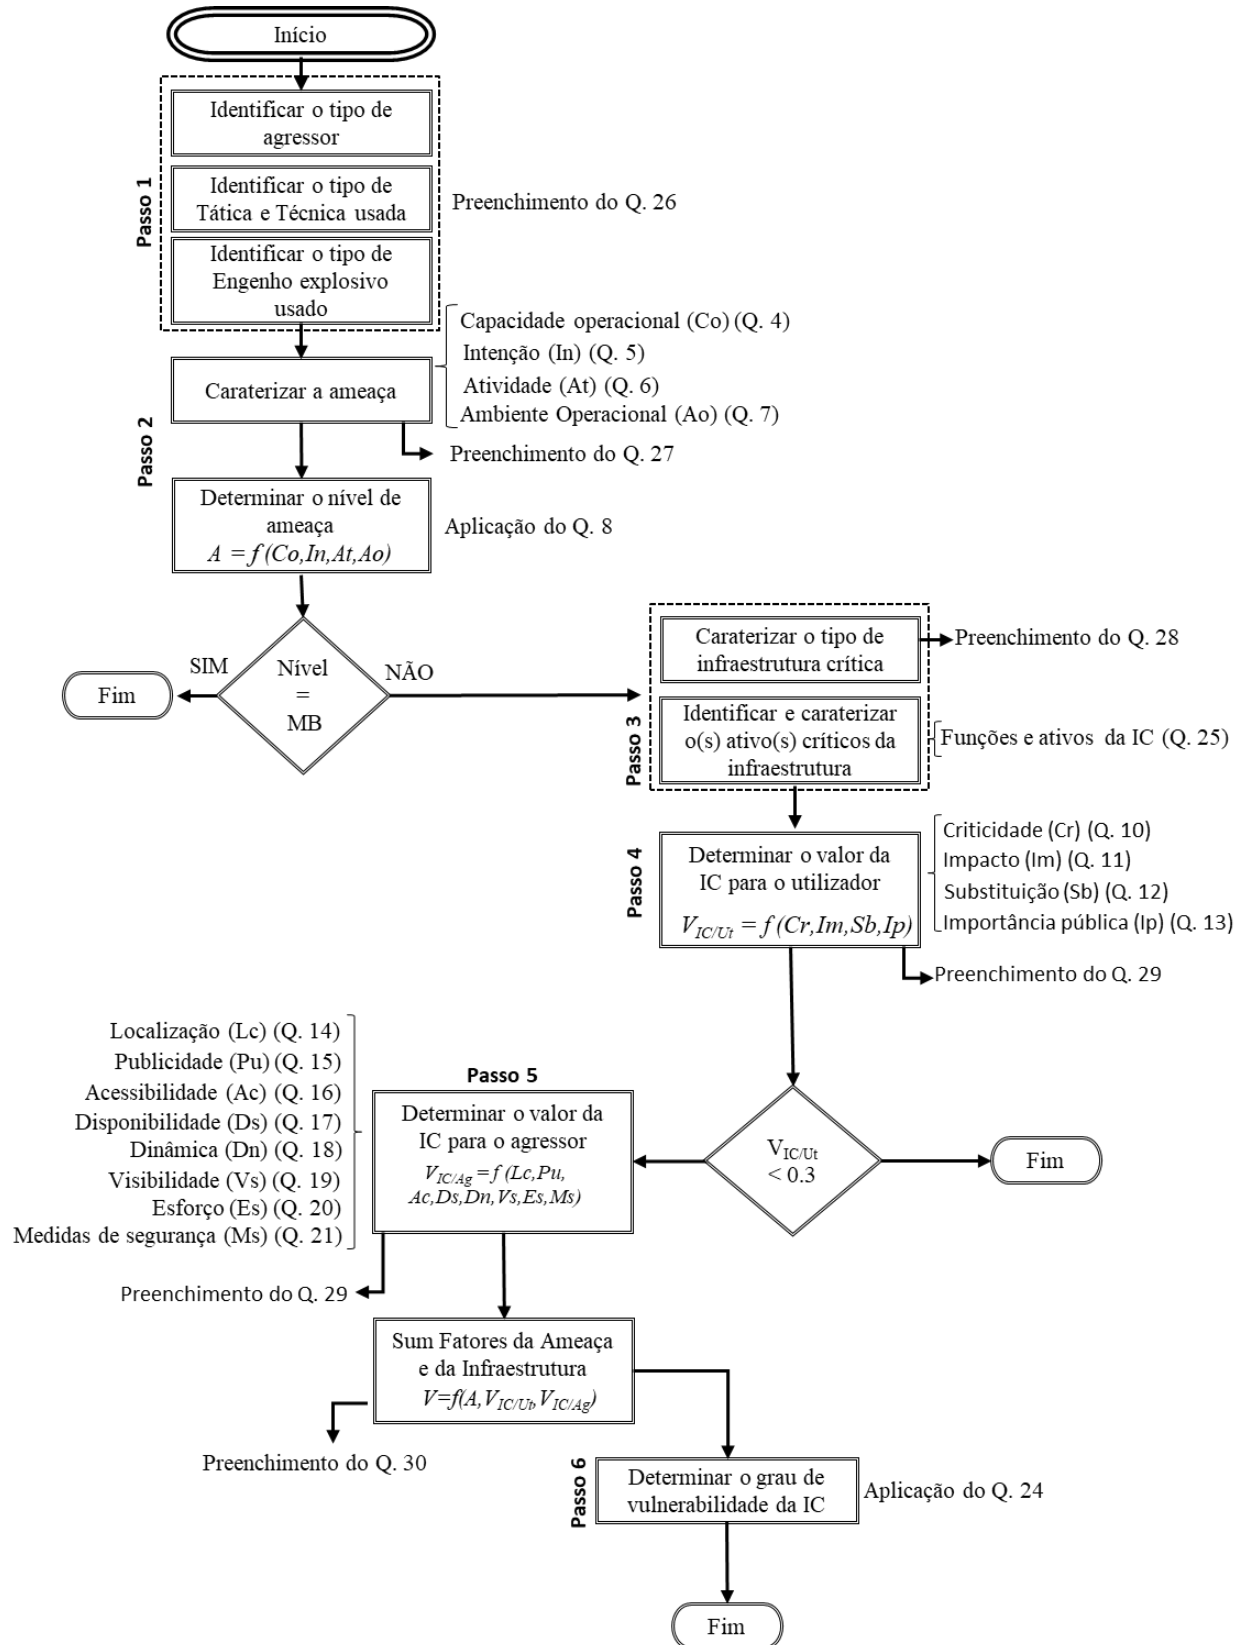 Início
Passo 1
Identificar o tipo de
agressor
Identificar o tipo de
Tática e Técnica usada
Preenchimento do Q. 26
Identificar o tipo de
Engenho explosivo
usado
Passo 2
Caraterizar a ameaça
Capacidade operacional (Co) (Q. 4)
Intenção (In) (Q. 5)
Atividade (At) (Q. 6)
Ambiente Operacional (Ao) (Q. 7)
Preenchimento do Q. 27
Determinar o nível de
ameaça
A = f (Co,In,At,Ao)
Aplicação do Q. 8
Nível
=
MB
SIM
NÃO
Fim
Passo 3
Caraterizar o tipo de
infraestrutura crítica
Preenchimento do Q. 28
Identificar e caraterizar
o(s) ativo(s) críticos da
infraestrutura
Funções e ativos da IC (Q. 25)
Passo 4
Determinar o valor da
IC para o utilizador
V_IC/Ut = f (Cr,Im,Sb,Ip)
Criticidade (Cr) (Q. 10)
Impacto (Im) (Q. 11)
Substituição (Sb) (Q. 12)
Importância pública (Ip) (Q. 13)
Preenchimento do Q. 29
V_IC/Ut
< 0.3
Fim
Passo 5
Determinar o valor da
IC para o agressor
V_IC/Ag = f (Lc,Pu,
Ac,Ds,Dn,Vs,Es,Ms)
Localização (Lc) (Q. 14)
Publicidade (Pu) (Q. 15)
Acessibilidade (Ac) (Q. 16)
Disponibilidade (Ds) (Q. 17)
Dinâmica (Dn) (Q. 18)
Visibilidade (Vs) (Q. 19)
Esforço (Es) (Q. 20)
Medidas de segurança (Ms) (Q. 21)
Preenchimento do Q. 29
Sum Fatores da Ameaça
e da Infraestrutura
V=f(A,V_IC/Ut,V_IC/Ag)
Preenchimento do Q. 30
Passo 6
Determinar o grau de
vulnerabilidade da IC
Aplicação do Q. 24
Fim